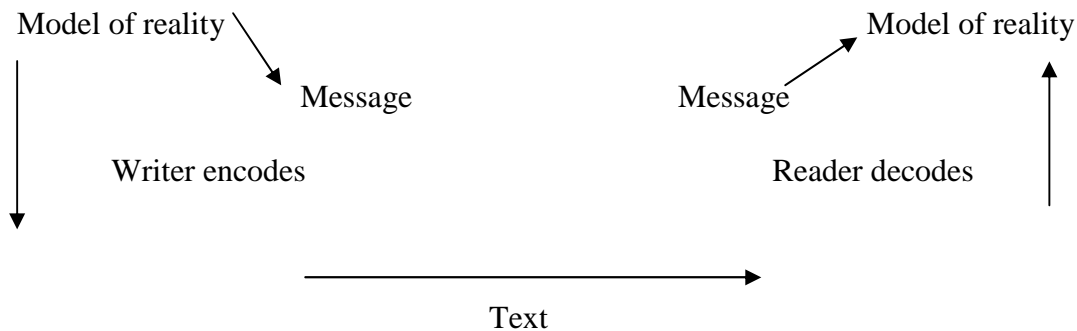 Model of reality Model of reality
Message Message
Writer encodes Reader decodes
Text